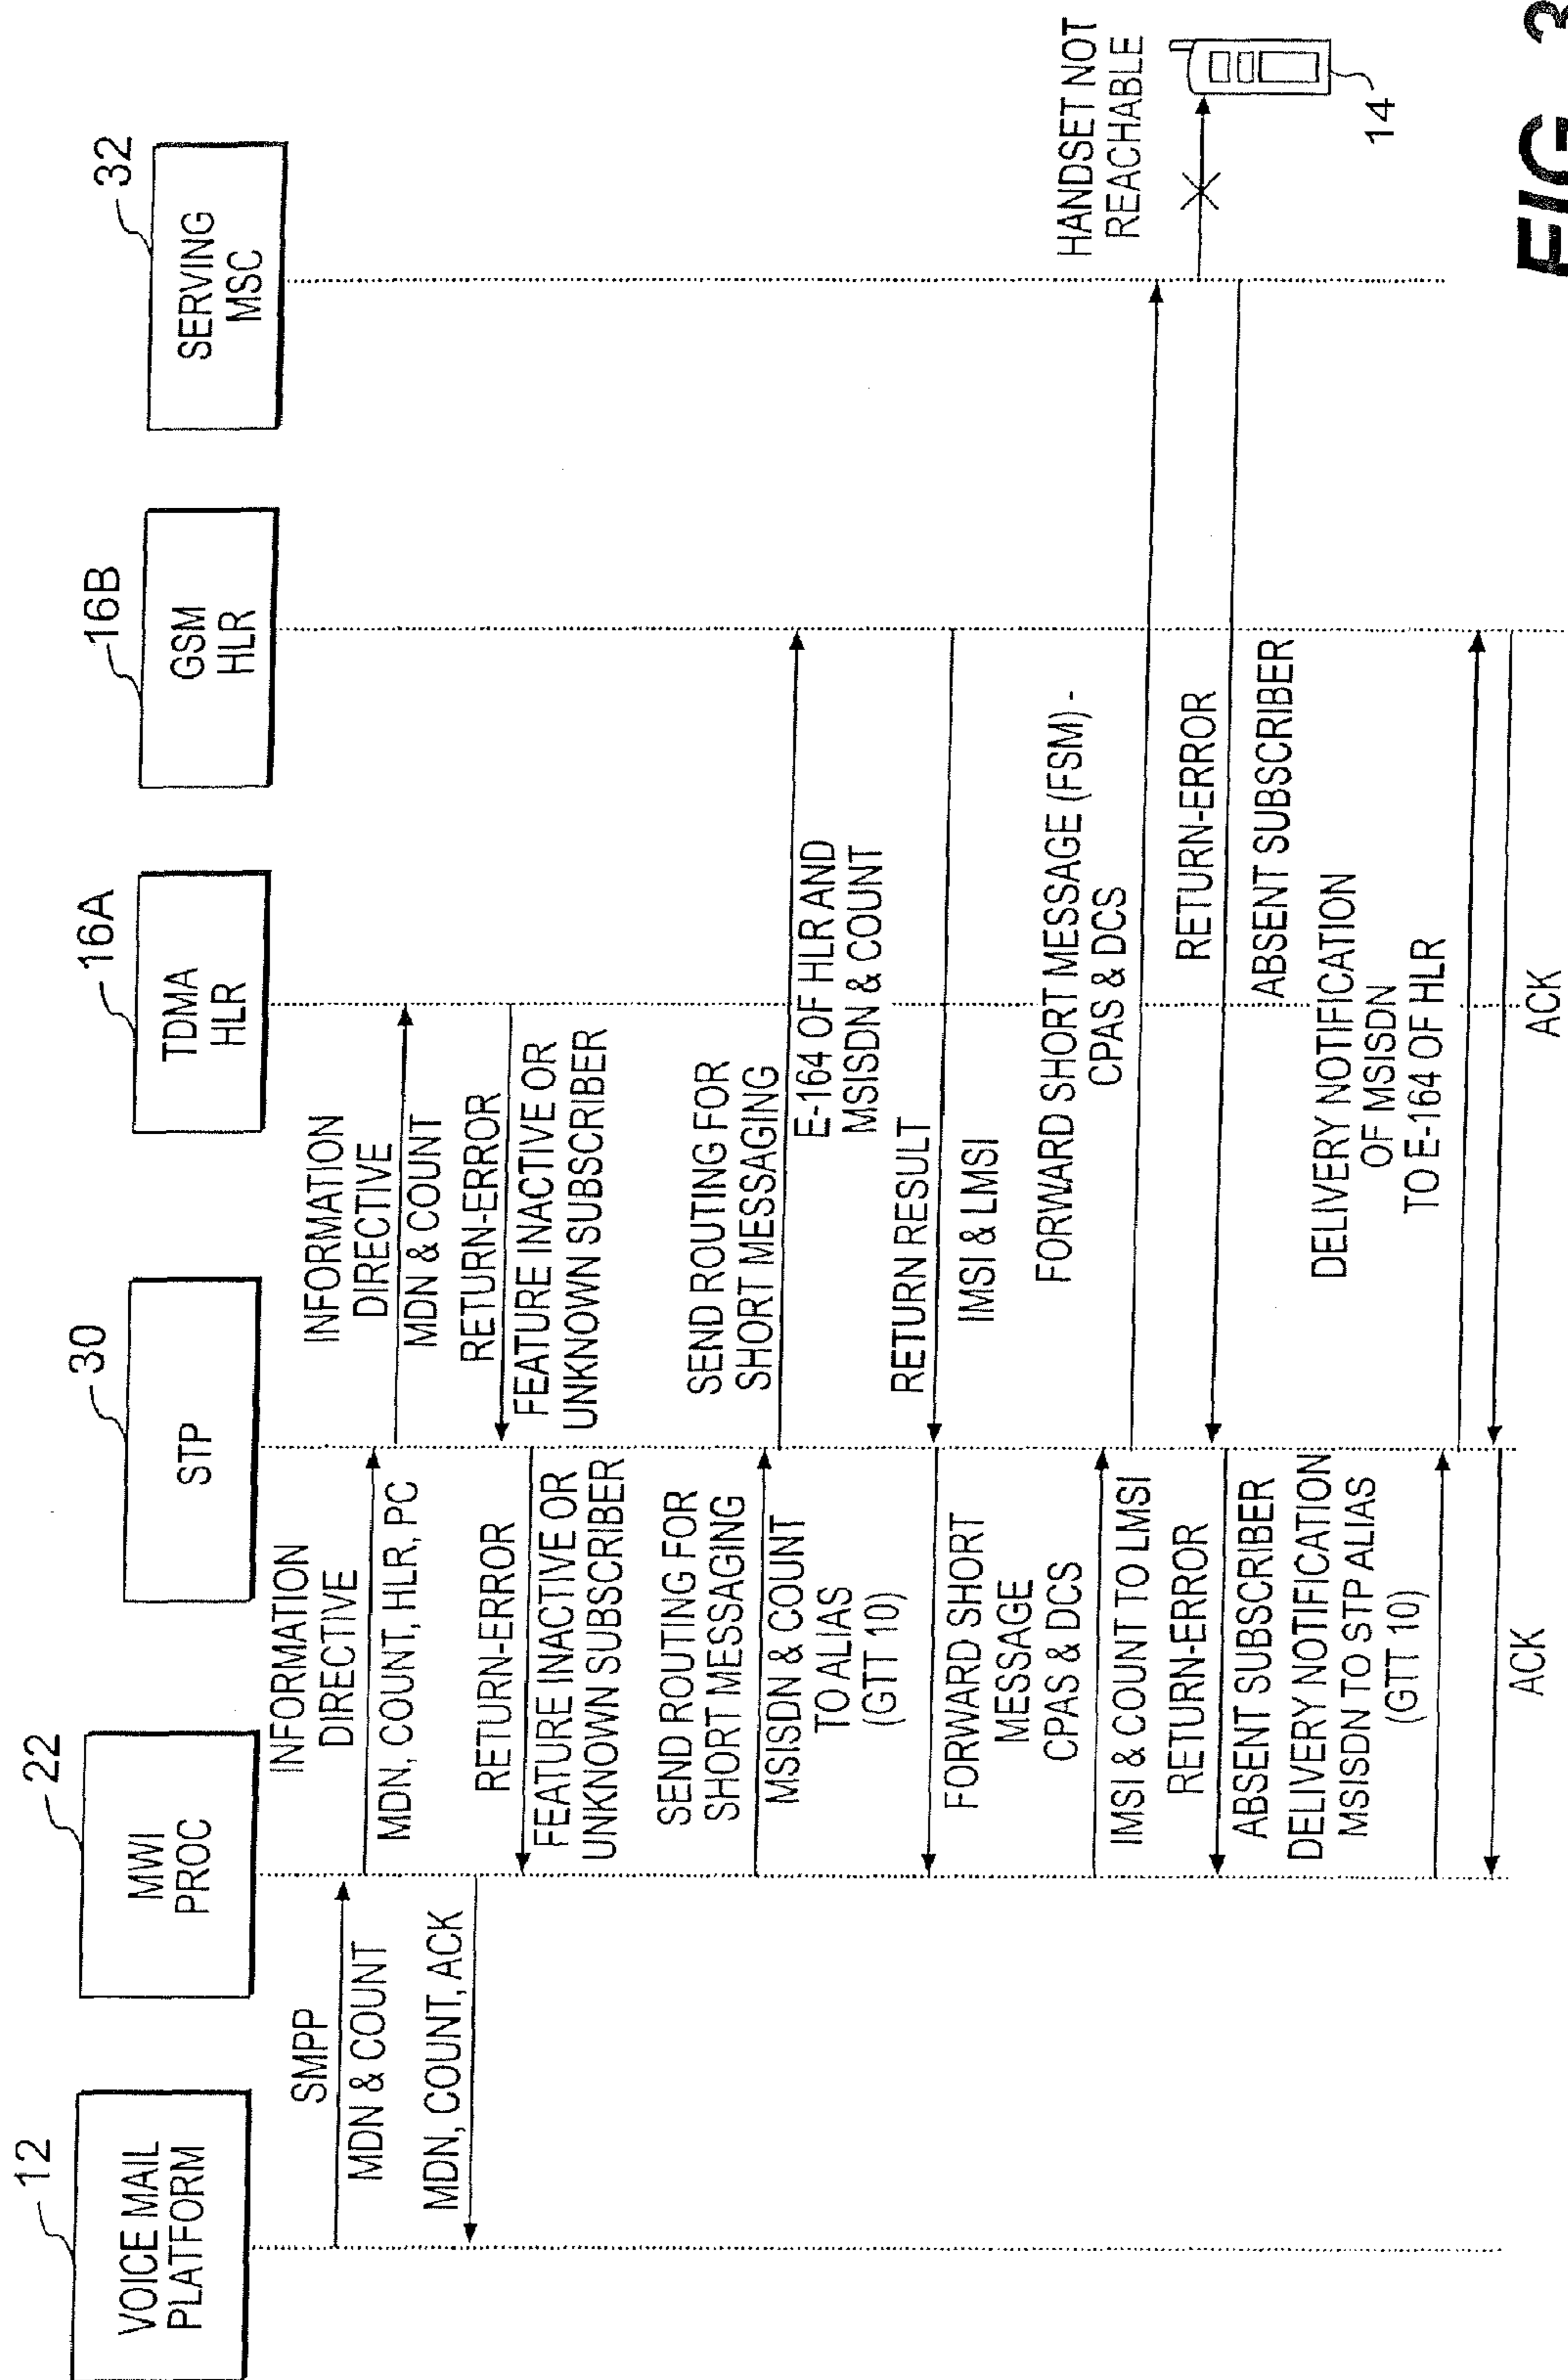 12
VOICE MAIL
PLATFORM
22
MWI
PROC
30
STP
16A
TDMA
HLR
16B
GSM
HLR
32
SERVING
MSC
SMPP
MDN & COUNT
MDN, COUNT, ACK
INFORMATION
DIRECTIVE
MDN, COUNT, HLR, PC
RETURN-ERROR
FEATURE INACTIVE OR
UNKNOWN SUBSCRIBER
SEND ROUTING FOR
SHORT MESSAGING
MSISDN & COUNT
TO ALIAS
(GTT 10)
FORWARD SHORT
MESSAGE
CPAS & DCS
IMSI & COUNT TO LMSI
RETURN-ERROR
ABSENT SUBSCRIBER
DELIVERY NOTIFICATION
MSISDN TO STP ALIAS
(GTT 10)
ACK
INFORMATION
DIRECTIVE
MDN & COUNT
RETURN-ERROR
FEATURE INACTIVE OR
UNKNOWN SUBSCRIBER
SEND ROUTING FOR
SHORT MESSAGING
E-164 OF HLR AND
MSISDN & COUNT
RETURN RESULT
IMSI & LMSI
FORWARD SHORT MESSAGE (FSM) -
CPAS & DCS
RETURN-ERROR
ABSENT SUBSCRIBER
DELIVERY NOTIFICATION
OF MSISDN
TO E-164 OF HLR
ACK
HANDSET NOT
REACHABLE
14
FIG 3